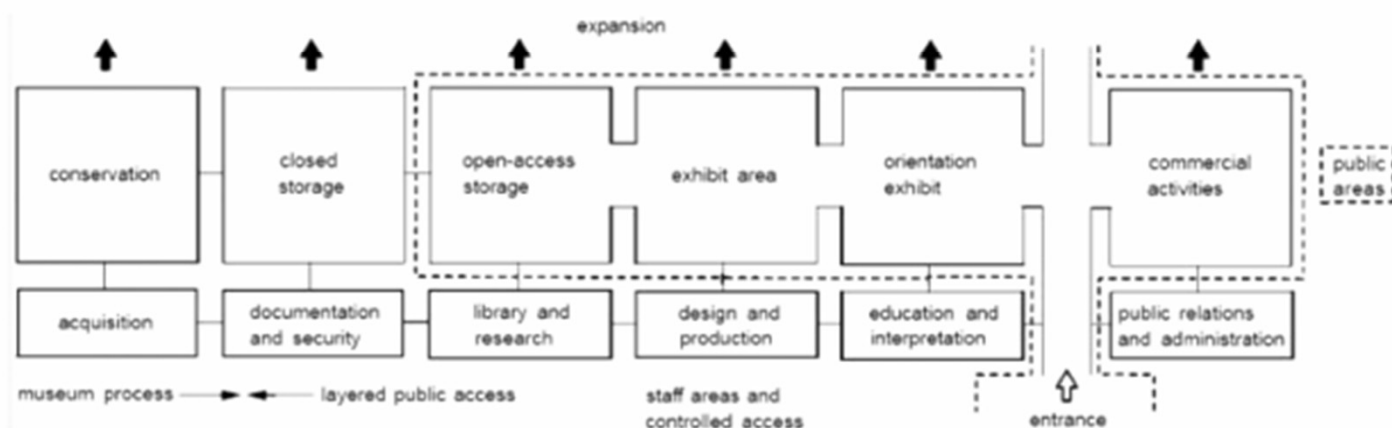 expansion
conservation
closed
storage
open-access
storage
exhibit area
orientation
exhibit
commercial
activities
public
areas
acquisition
documentation
and security
library and
research
design and
production
education and
interpretation
public relations
and administration
museum process
layered public access
staff areas and
controlled access
entrance